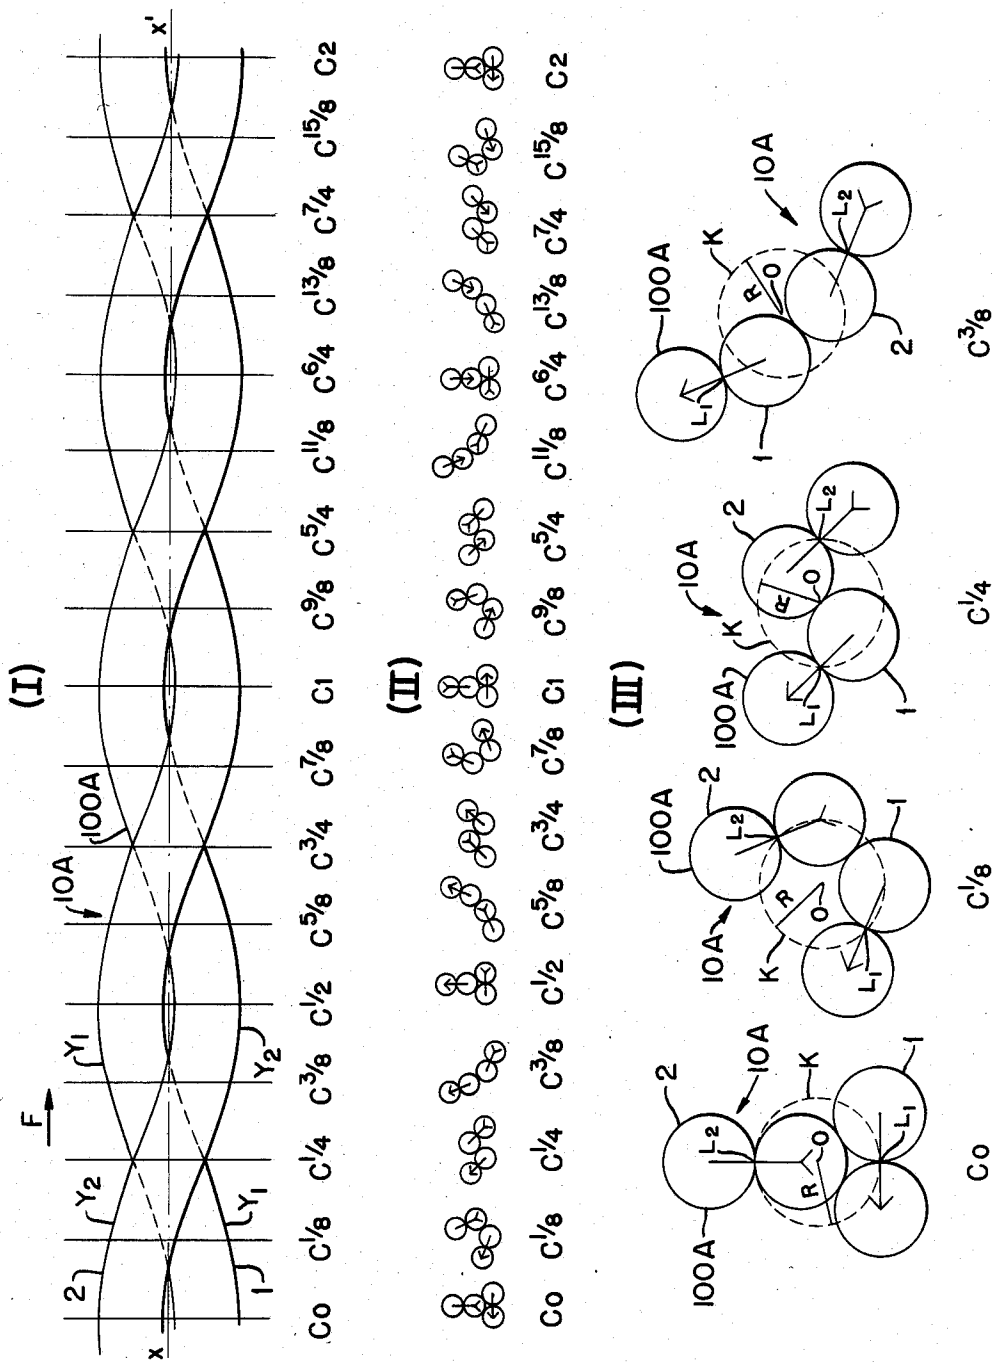 (I)
F
10A
100A
2
Y2
Y1
1
Y1
Y2
x
x'
C0 C1/8 C1/4 C3/8 C1/2 C5/8 C3/4 C7/8 C1 C9/8 C5/4 C11/8 C6/4 C13/8 C7/4 C15/8 C2
(II)
C0 C1/8 C1/4 C3/8 C1/2 C5/8 C3/4 C7/8 C1 C9/8 C5/4 C11/8 C6/4 C13/8 C7/4 C15/8 C2
(III)
2
10A
L2
K
O
R
1
L1
100A
C0
100A
2
L2
R
O
10A
K
L1
1
C1/8
10A
2
K
L2
R
O
100A
L1
1
C1/4
100A
K
10A
R
O
L2
L1
1
2
C3/8